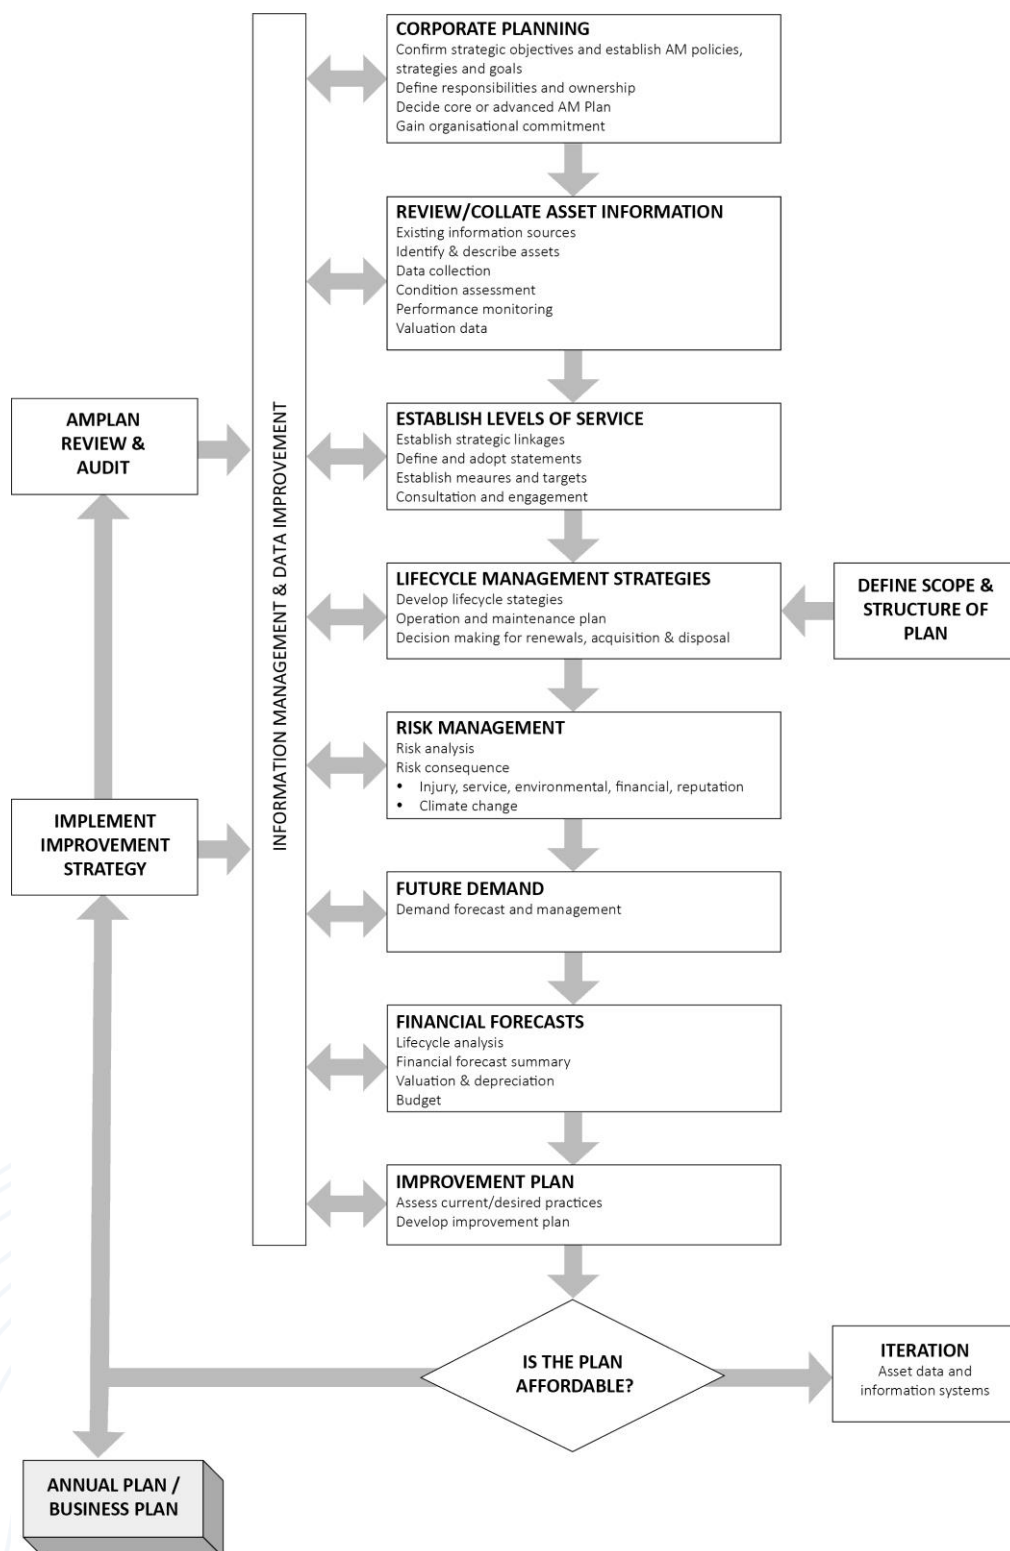 CORPORATE PLANNING
Confirm strategic objectives and establish AM policies,
strategies and goals
Define responsibilities and ownership
Decide core or advanced AM Plan
Gain organisational commitment
REVIEW/COLLATE ASSET INFORMATION
Existing information sources
Identify & describe assets
Data collection
Condition assessment
Performance monitoring
Valuation data
AMPLAN
REVIEW &
AUDIT
INFORMATION MANAGEMENT & DATA IMPROVEMENT
ESTABLISH LEVELS OF SERVICE
Establish strategic linkages
Define and adopt statements
Establish meaures and targets
Consultation and engagement
LIFECYCLE MANAGEMENT STRATEGIES
Develop lifecycle stategies
Operation and maintenance plan
Decision making for renewals, acquisition & disposal
DEFINE SCOPE &
STRUCTURE OF
PLAN
RISK MANAGEMENT
Risk analysis
Risk consequence
• Injury, service, environmental, financial, reputation
• Climate change
IMPLEMENT
IMPROVEMENT
STRATEGY
FUTURE DEMAND
Demand forecast and management
FINANCIAL FORECASTS
Lifecycle analysis
Financial forecast summary
Valuation & depreciation
Budget
IMPROVEMENT PLAN
Assess current/desired practices
Develop improvement plan
IS THE PLAN
AFFORDABLE?
ITERATION
Asset data and
information systems
ANNUAL PLAN /
BUSINESS PLAN